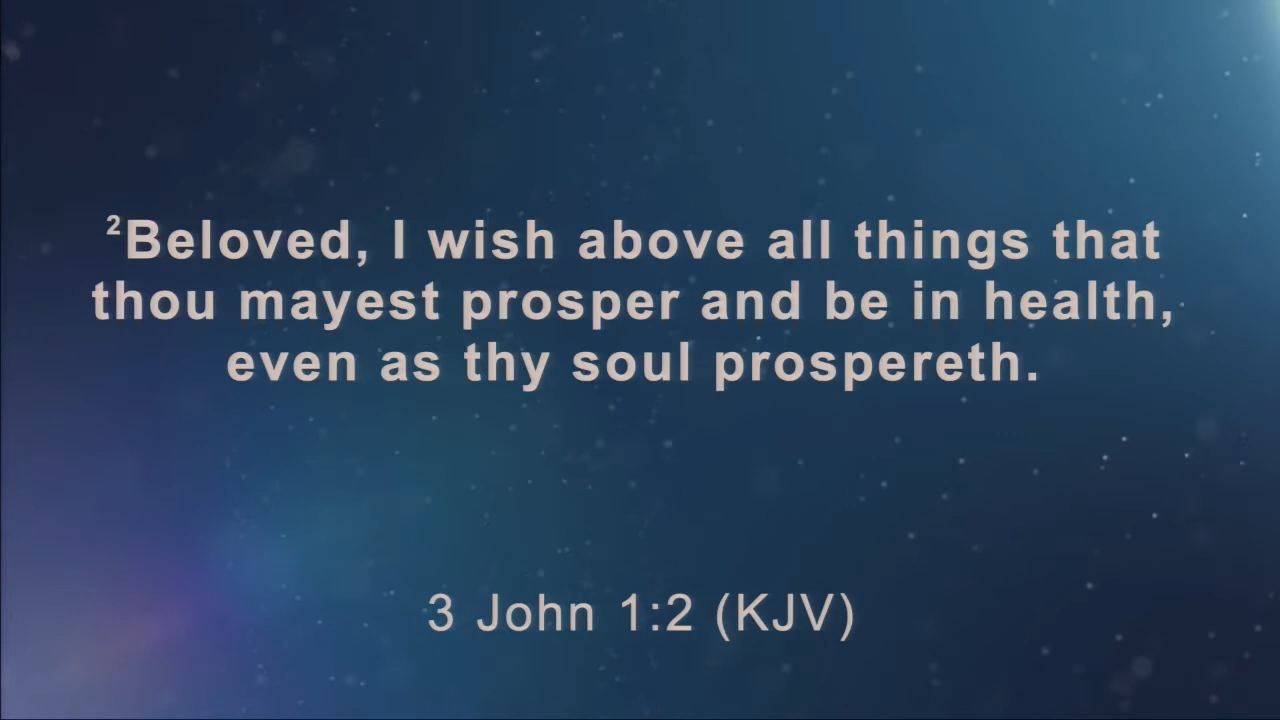 ²Beloved, I wish above all things that
thou mayest prosper and be in health,
even as thy soul prospereth.
3 John 1:2 (KJV)